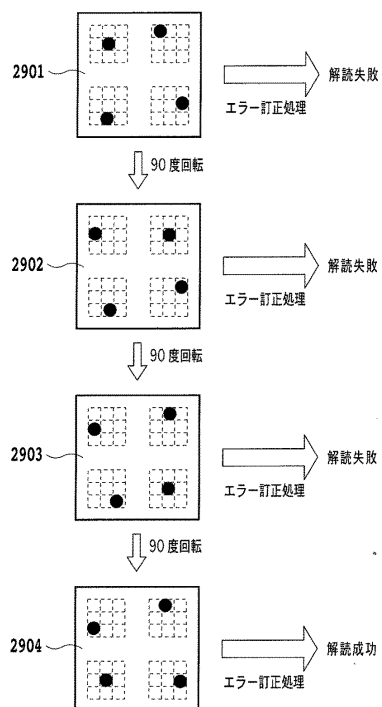 2901
解読失敗
エラー訂正処理
90度回転
2902
解読失敗
エラー訂正処理
90度回転
2903
解読失敗
エラー訂正処理
90度回転
2904
解読成功
エラー訂正処理